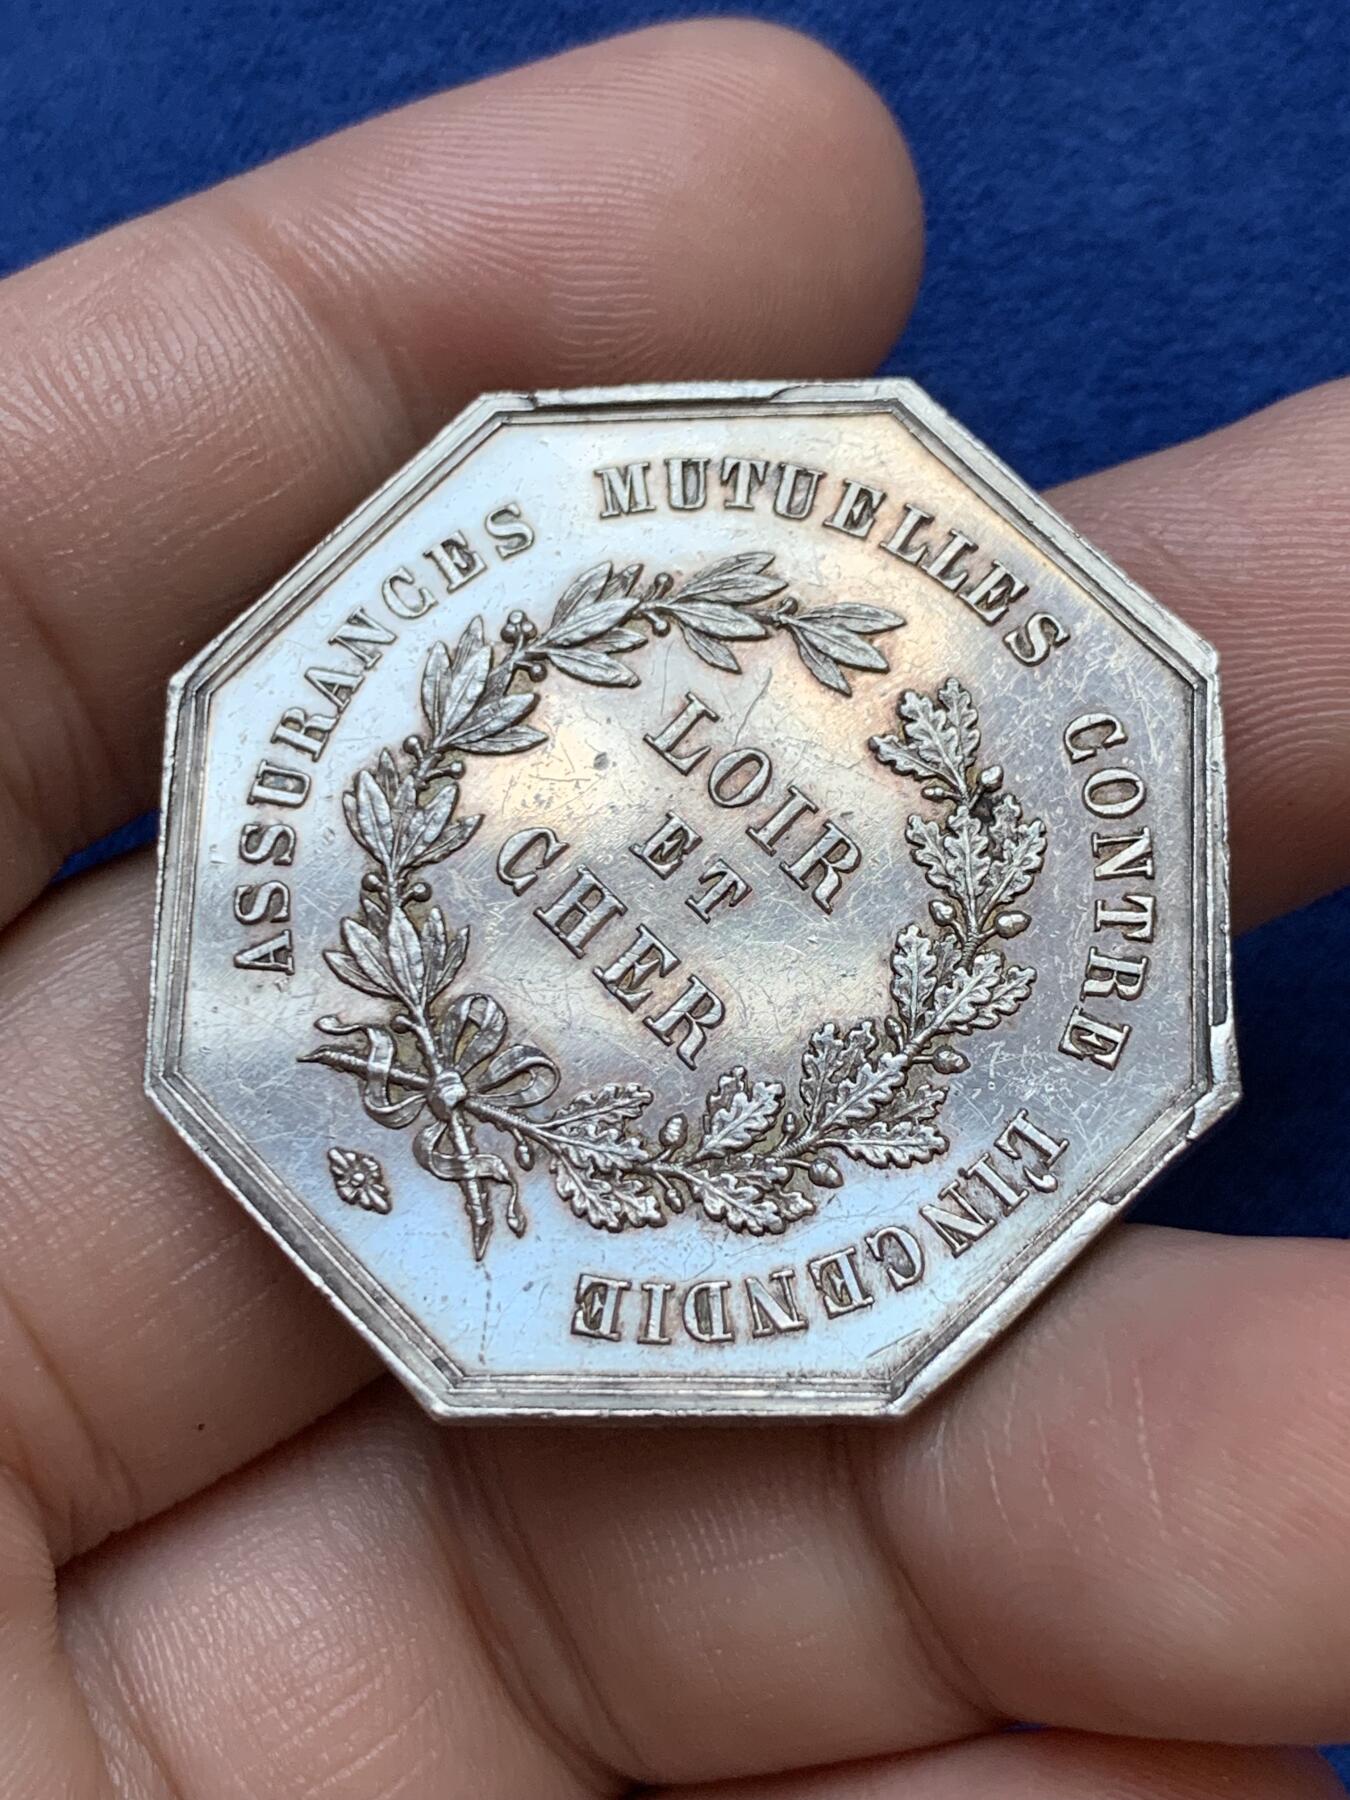 ASSURANCES MUTUELLES CONTRE L'INCENDIE
LOIR
ET
CHER